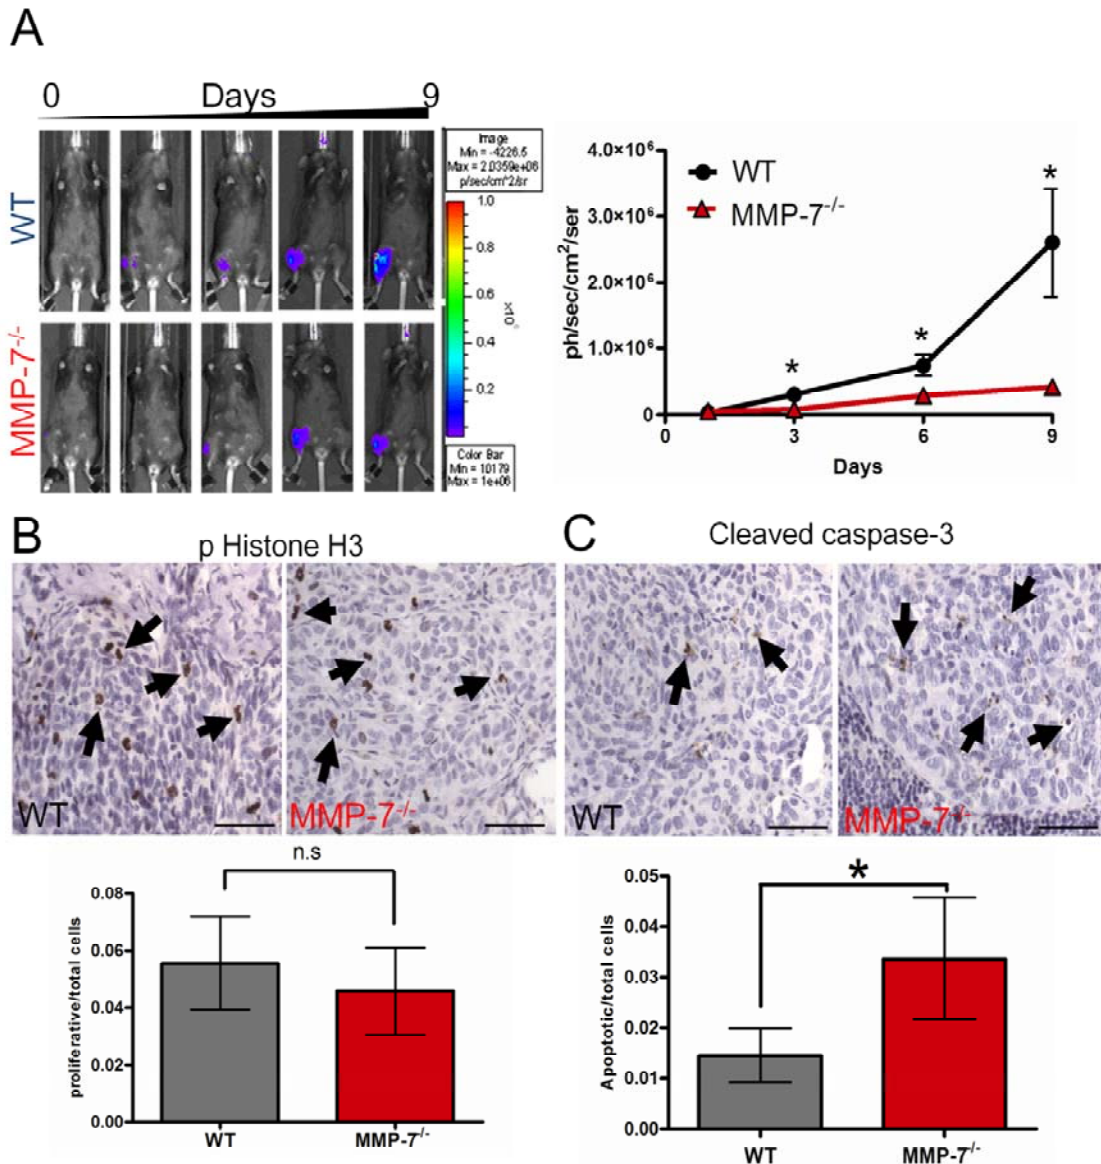 A
0 Days 9
WT
MMP-7-/-
Image
Min = -4226.5
Max = 2.0359e+06
p/sec/cm^2/sr
1.0
0.8
0.6
0.4
0.2
Color Bar
Min = 10179
Max = 1e+06
ph/sec/cm²/ser
4.0×10⁶
3.0×10⁶
2.0×10⁶
1.0×10⁶
0
0 3 6 9
Days
WT
MMP-7-/-
*
*
*
B
p Histone H3
WT
MMP-7-/-
n.s
proliferative/total cells
0.08
0.06
0.04
0.02
0.00
WT MMP-7-/-
C
Cleaved caspase-3
WT
MMP-7-/-
*
Apoptotic/total cells
0.05
0.04
0.03
0.02
0.01
0.00
WT MMP-7-/-